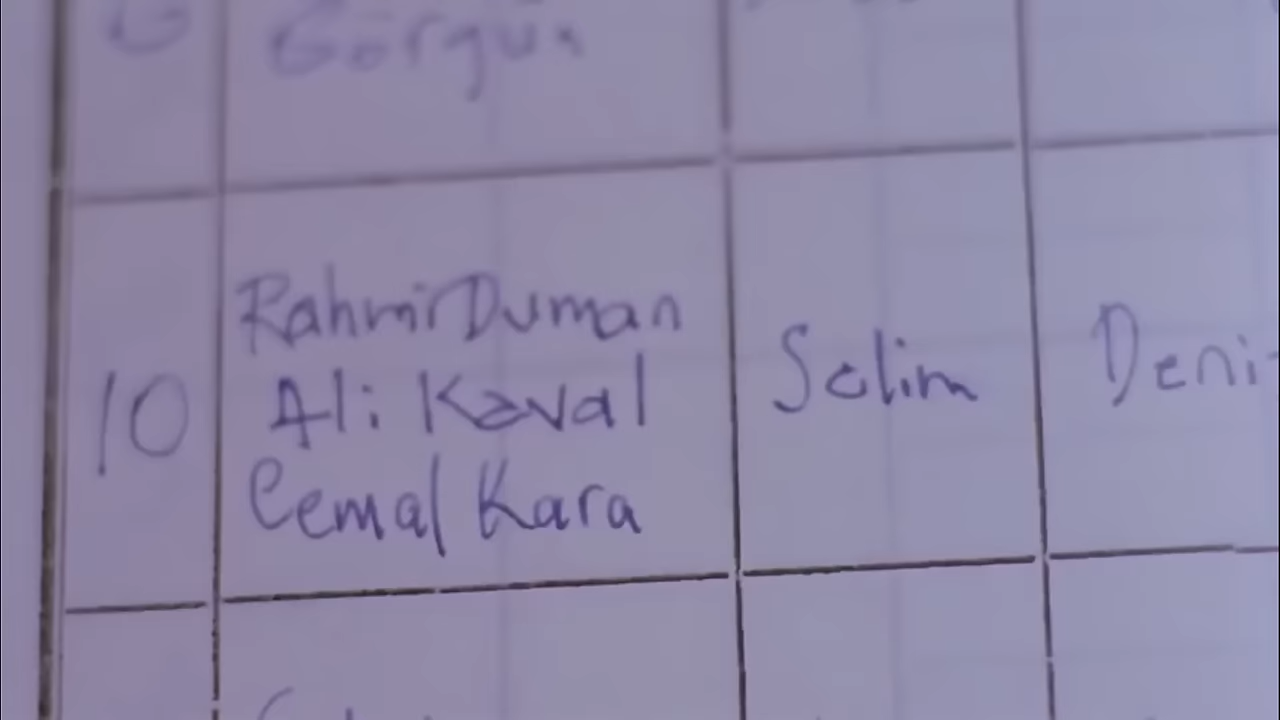 Görgün
10
Rahmi Duman
Ali Kaval
Cemal Kara
Selim
Deni